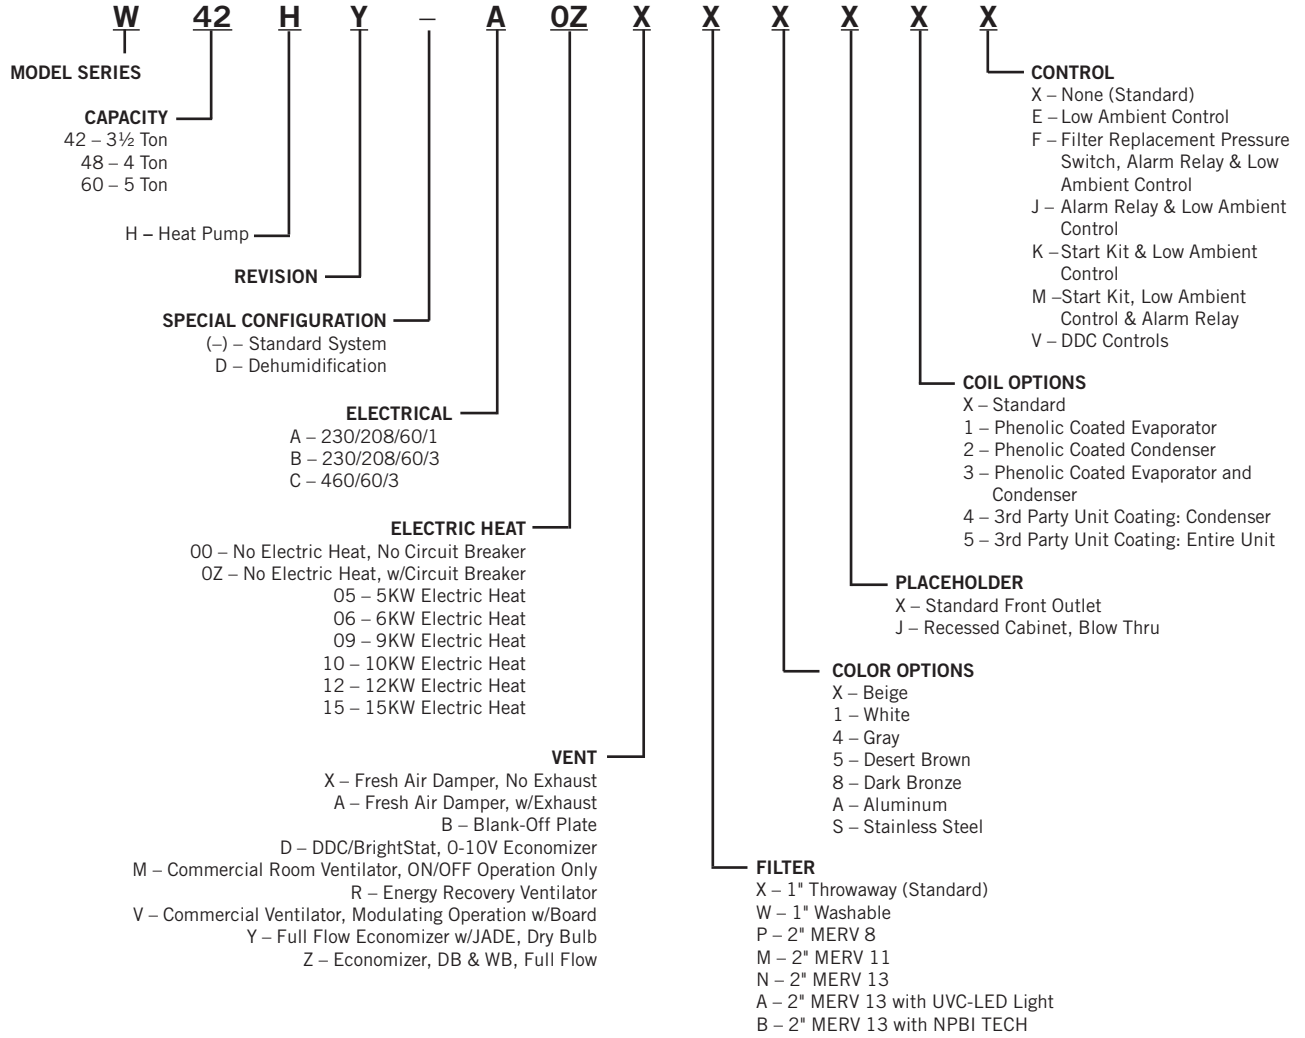 W 42 H Y – A 0Z X X X X X X
MODEL SERIES
CAPACITY
42 – 3½ Ton
48 – 4 Ton
60 – 5 Ton
H – Heat Pump
REVISION
SPECIAL CONFIGURATION
(–) – Standard System
D – Dehumidification
ELECTRICAL
A – 230/208/60/1
B – 230/208/60/3
C – 460/60/3
ELECTRIC HEAT
00 – No Electric Heat, No Circuit Breaker
0Z – No Electric Heat, w/Circuit Breaker
05 – 5KW Electric Heat
06 – 6KW Electric Heat
09 – 9KW Electric Heat
10 – 10KW Electric Heat
12 – 12KW Electric Heat
15 – 15KW Electric Heat
VENT
X – Fresh Air Damper, No Exhaust
A – Fresh Air Damper, w/Exhaust
B – Blank-Off Plate
D – DDC/BrightStat, 0-10V Economizer
M – Commercial Room Ventilator, ON/OFF Operation Only
R – Energy Recovery Ventilator
V – Commercial Ventilator, Modulating Operation w/Board
Y – Full Flow Economizer w/JADE, Dry Bulb
Z – Economizer, DB & WB, Full Flow
CONTROL
X – None (Standard)
E – Low Ambient Control
F – Filter Replacement Pressure
Switch, Alarm Relay & Low
Ambient Control
J – Alarm Relay & Low Ambient
Control
K –Start Kit & Low Ambient
Control
M –Start Kit, Low Ambient
Control & Alarm Relay
V – DDC Controls
COIL OPTIONS
X – Standard
1 – Phenolic Coated Evaporator
2 – Phenolic Coated Condenser
3 – Phenolic Coated Evaporator and
Condenser
4 – 3rd Party Unit Coating: Condenser
5 – 3rd Party Unit Coating: Entire Unit
PLACEHOLDER
X – Standard Front Outlet
J – Recessed Cabinet, Blow Thru
COLOR OPTIONS
X – Beige
1 – White
4 – Gray
5 – Desert Brown
8 – Dark Bronze
A – Aluminum
S – Stainless Steel
FILTER
X – 1" Throwaway (Standard)
W – 1" Washable
P – 2" MERV 8
M – 2" MERV 11
N – 2" MERV 13
A – 2" MERV 13 with UVC-LED Light
B – 2" MERV 13 with NPBI TECH